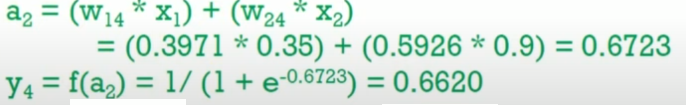 a₂ = (w₁₄ * x₁) + (w₂₄ * x₂)
= (0.3971 * 0.35) + (0.5926 * 0.9) = 0.6723
y₄ = f(a₂) = 1/ (1 + e⁻⁰·⁶⁷²³) = 0.6620